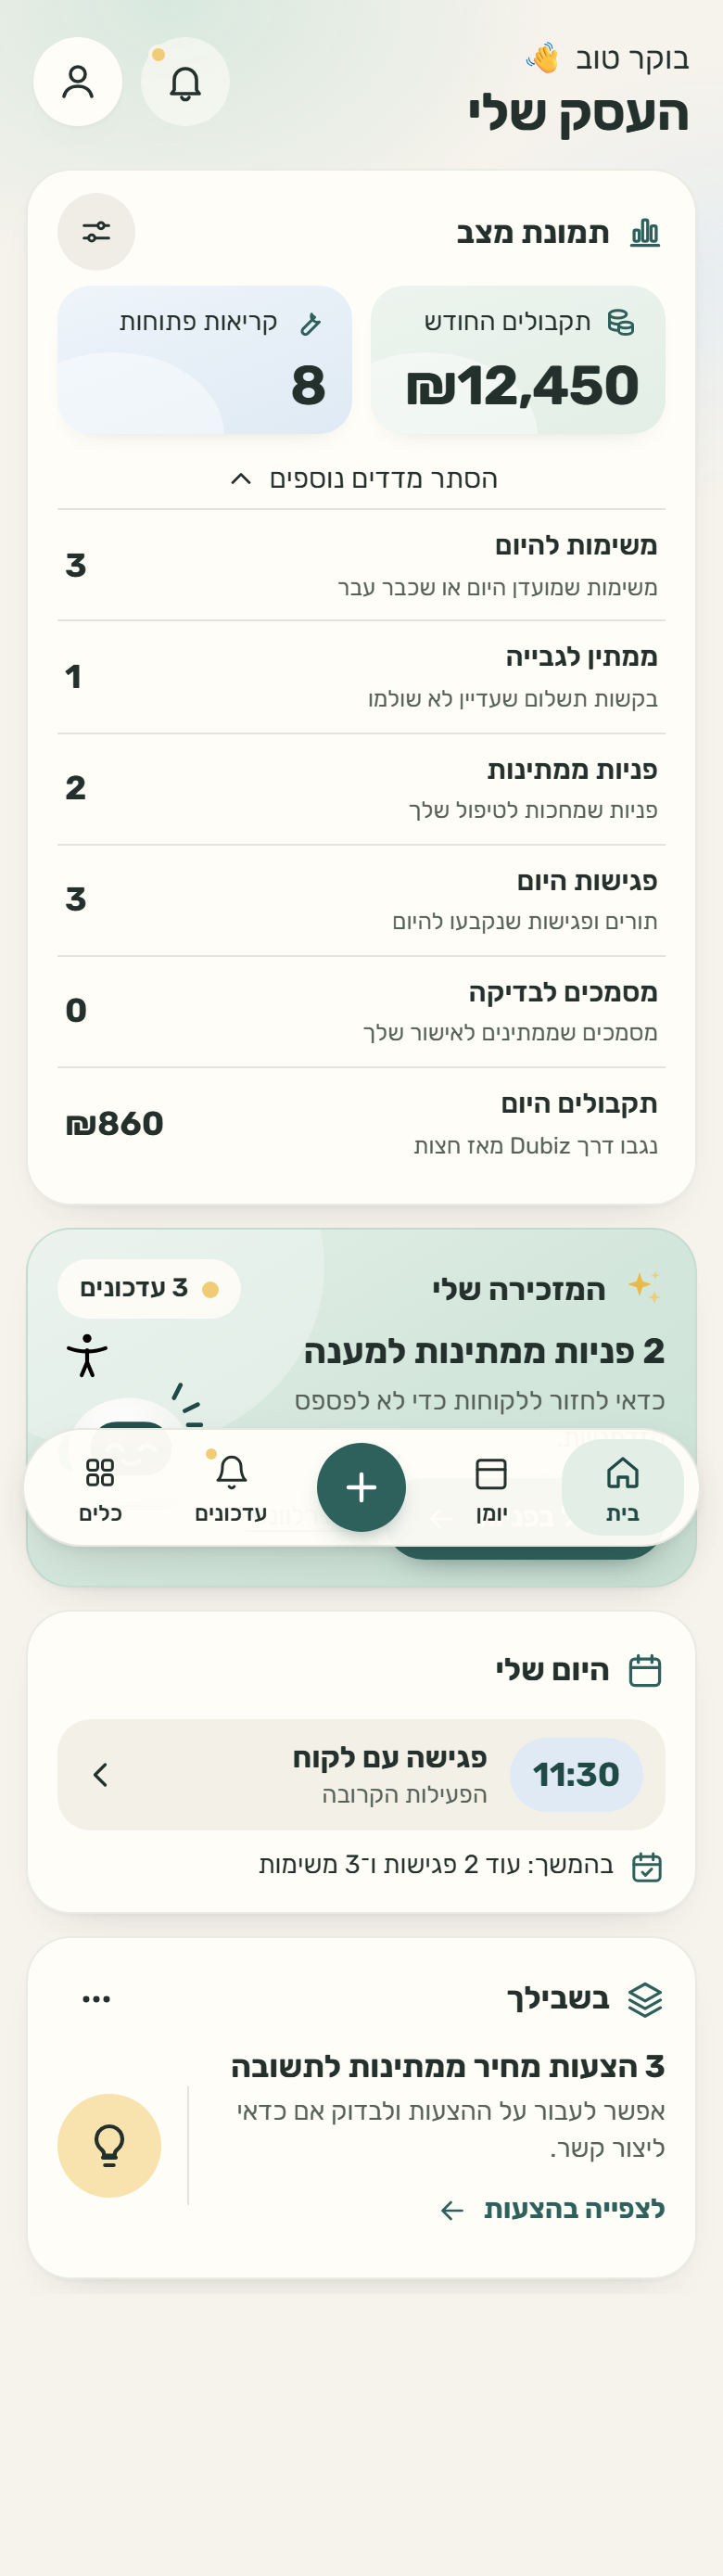 בוקר טוב 👋
העסק שלי
תמונת מצב
תקבולים החודש
₪12,450
קריאות פתוחות
8
הסתר מדדים נוספים
משימות להיום
משימות שמועדן היום או שכבר עבר
3
ממתין לגבייה
בקשות תשלום שעדיין לא שולמו
1
פניות ממתינות
פניות שמחכות לטיפול שלך
2
פגישות היום
תורים ופגישות שנקבעו להיום
3
מסמכים לבדיקה
מסמכים שממתינים לאישור שלך
0
תקבולים היום
נגבו דרך Dubiz מאז חצות
₪860
המזכירה שלי
3 עדכונים
2 פניות ממתינות למענה
כדאי לחזור ללקוחות כדי לא לפספס
בית
יומן
עדכונים
כלים
היום שלי
11:30
פגישה עם לקוח
הפעילות הקרובה
בהמשך: עוד 2 פגישות ו־3 משימות
בשבילך
3 הצעות מחיר ממתינות לתשובה
אפשר לעבור על ההצעות ולבדוק אם כדאי
ליצור קשר.
לצפייה בהצעות